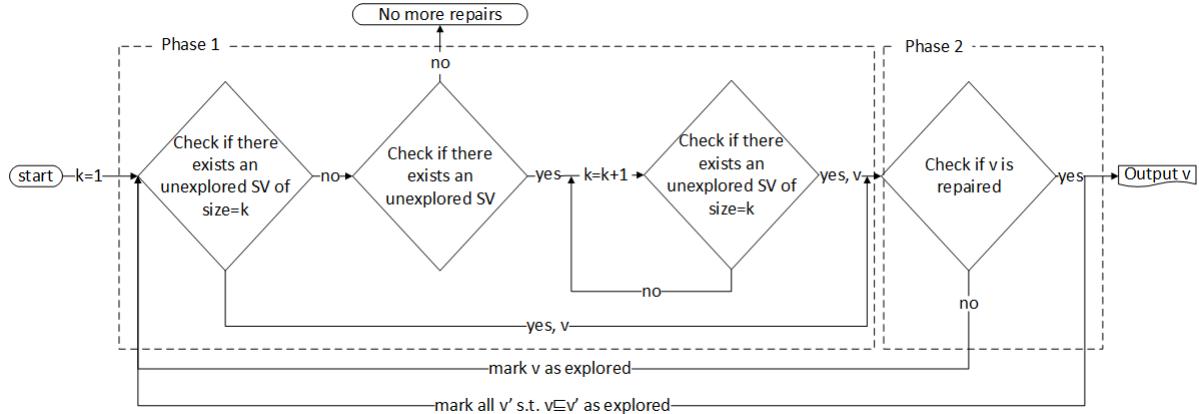 No more repairs
Phase 1
Phase 2
no
Check if there
exists an
unexplored SV of
size=k
Check if there
exists an
unexplored SV
Check if there
exists an
unexplored SV of
size=k
Check if v is
repaired
start
k=1
no
yes
k=k+1
yes, v
yes
Output v
no
no
yes, v
mark v as explored
mark all v' s.t. v⊑v' as explored